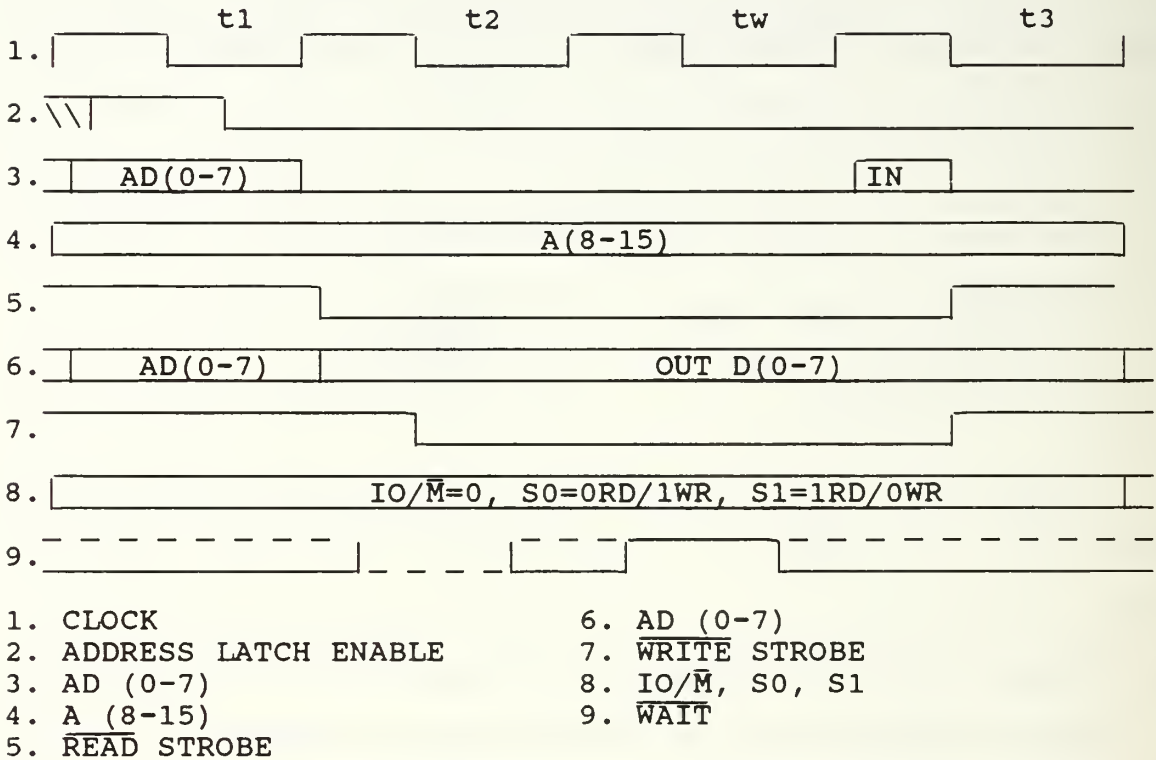 t1 t2 tw t3
1.
2.
3. AD(0-7) IN
4. A(8-15)
5.
6. AD(0-7) OUT D(0-7)
7.
8. IO/M̅=0, S0=0RD/1WR, S1=1RD/0WR
9.
1. CLOCK
2. ADDRESS LATCH ENABLE
3. AD (0-7)
4. A (8-15)
5. R̅E̅A̅D̅ STROBE
6. AD (0-7)
7. W̅R̅I̅T̅E̅ STROBE
8. IO/M̅, S0, S1
9. W̅A̅I̅T̅